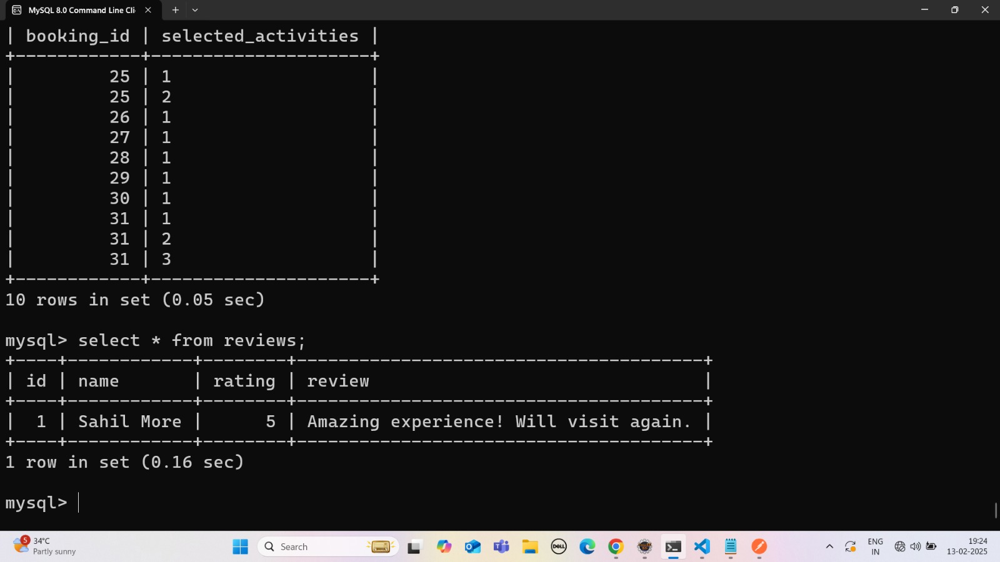 MySQL 8.0 Command Line Cli
| booking_id | selected_activities |
+------------+---------------------+
|         25 | 1                   |
|         25 | 2                   |
|         26 | 1                   |
|         27 | 1                   |
|         28 | 1                   |
|         29 | 1                   |
|         30 | 1                   |
|         31 | 1                   |
|         31 | 2                   |
|         31 | 3                   |
+------------+---------------------+
10 rows in set (0.05 sec)
mysql> select * from reviews;
+----+------------+--------+---------------------------------------+
| id | name       | rating | review                                |
+----+------------+--------+---------------------------------------+
|  1 | Sahil More |      5 | Amazing experience! Will visit again. |
+----+------------+--------+---------------------------------------+
1 row in set (0.16 sec)
mysql>
5
34°C
Partly sunny
Search
DELL
ENG
IN
19:24
13-02-2025